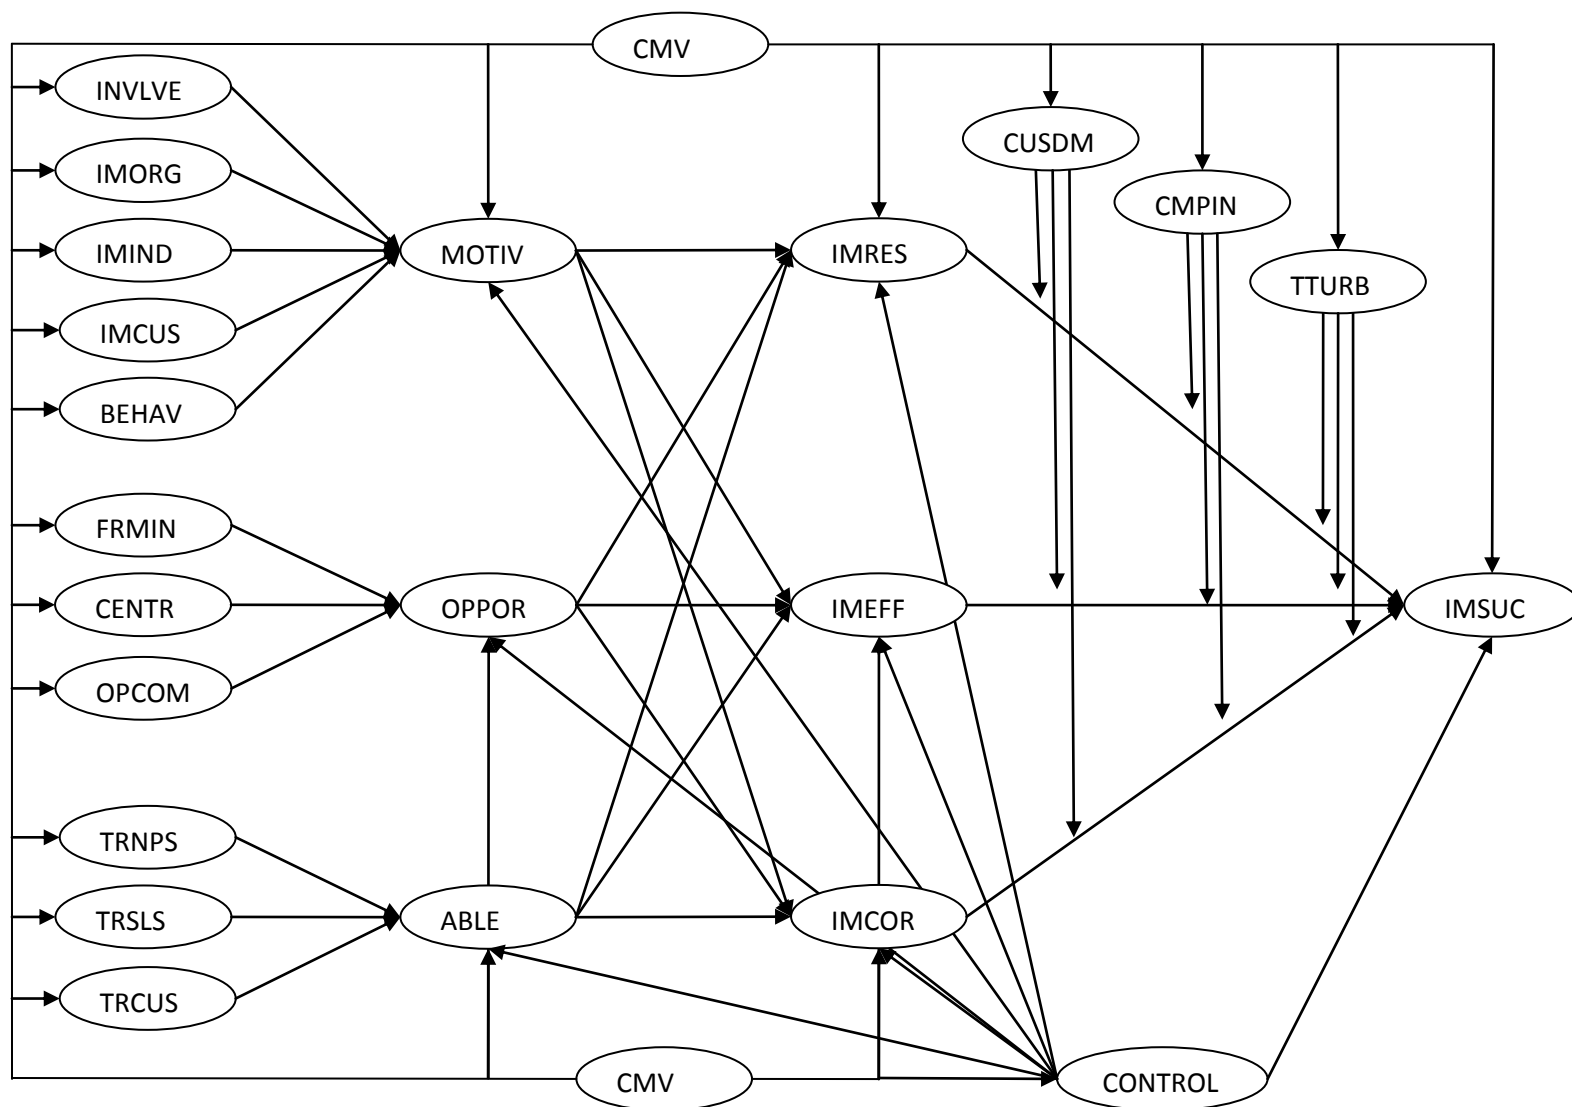 CMV
INVLVE
CUSDM
IMORG
CMPIN
IMIND
MOTIV
IMRES
TTURB
IMCUS
BEHAV
FRMIN
CENTR
OPPOR
IMEFF
IMSUC
OPCOM
TRNPS
TRSLS
ABLE
IMCOR
TRCUS
CMV
CONTROL